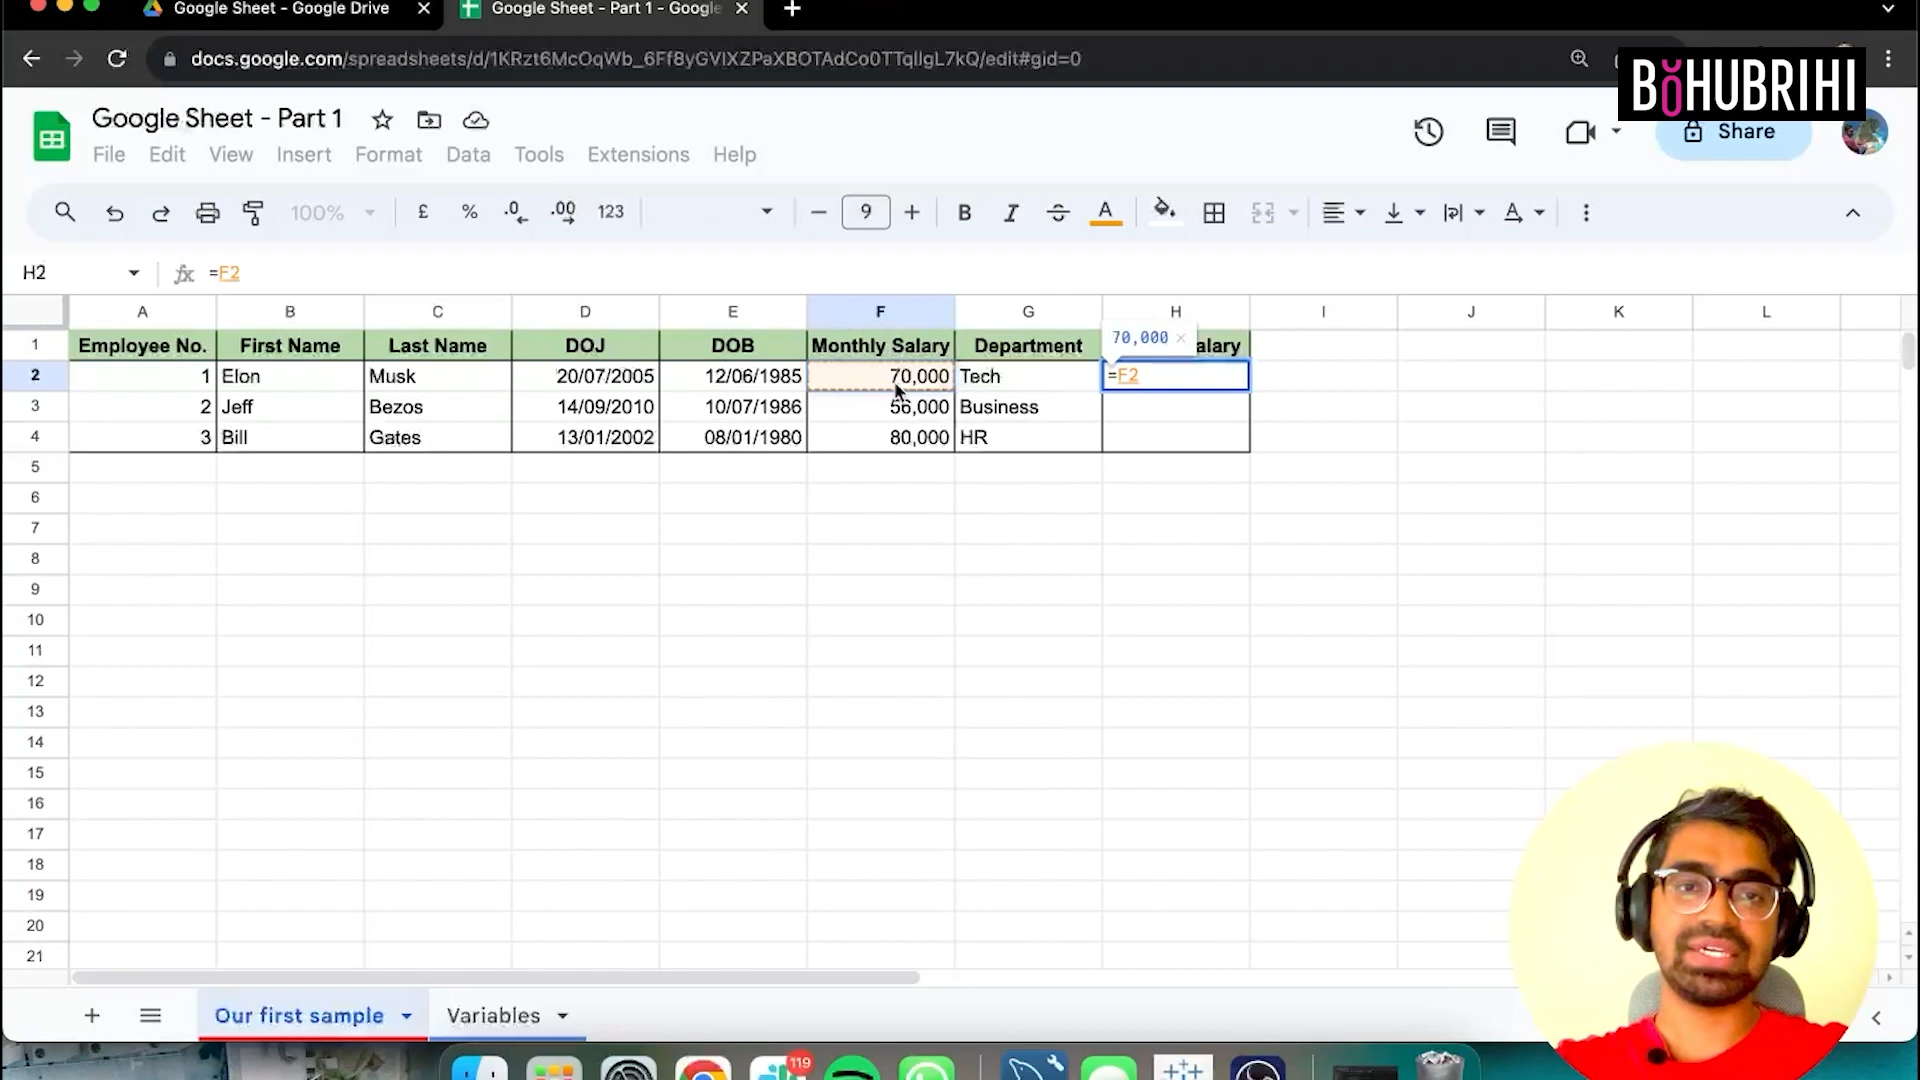 Google Sheet - Google Drive
Google Sheet - Part 1 - Google
docs.google.com/spreadsheets/d/1KRzt6McOqWb_6Ff8yGVIXZPaXBOTAdCo0TTqlIgL7kQ/edit#gid=0
BOHUBRIHI
Google Sheet - Part 1
Share
File Edit View Insert Format Data Tools Extensions Help
100% £ % .0 .00 123 9 B I A A
H2 fx =F2
A B C D E F G H I J K L
70,000
1 Employee No. First Name Last Name DOJ DOB Monthly Salary Department alary
2 1 Elon Musk 20/07/2005 12/06/1985 70,000 Tech =F2
3 2 Jeff Bezos 14/09/2010 10/07/1986 56,000 Business
4 3 Bill Gates 13/01/2002 08/01/1980 80,000 HR
5
6
7
8
9
10
11
12
13
14
15
16
17
18
19
20
21
Our first sample Variables
119